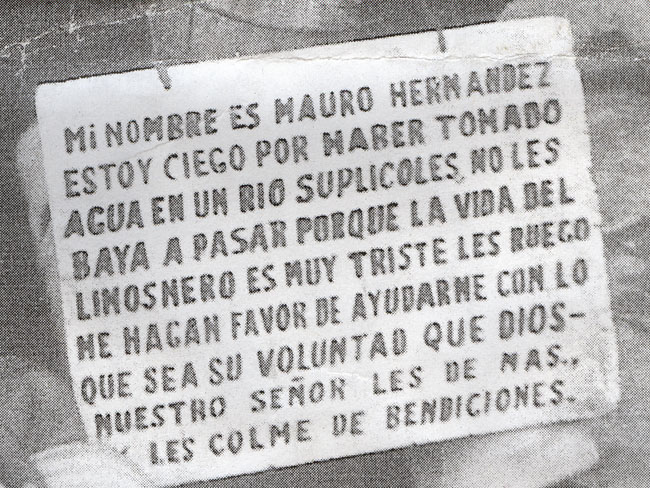 Mi NOMBRE ES MAURO HERNANDEZ
ESTOY CIEGO POR HABER TOMADO
AGUA EN UN RIO SUPLICOLES NO LES
BAYA A PASAR PORQUE LA VIDA DEL
LIMOSNERO ES MUY TRISTE LES RUEGO
ME HAGAN FAVOR DE AYUDARME CON LO
QUE SEA SU VOLUNTAD QUE DIOS-
NUESTRO SEÑOR LES DE MAS.,
Y LES COLME DE BENDICIONES.